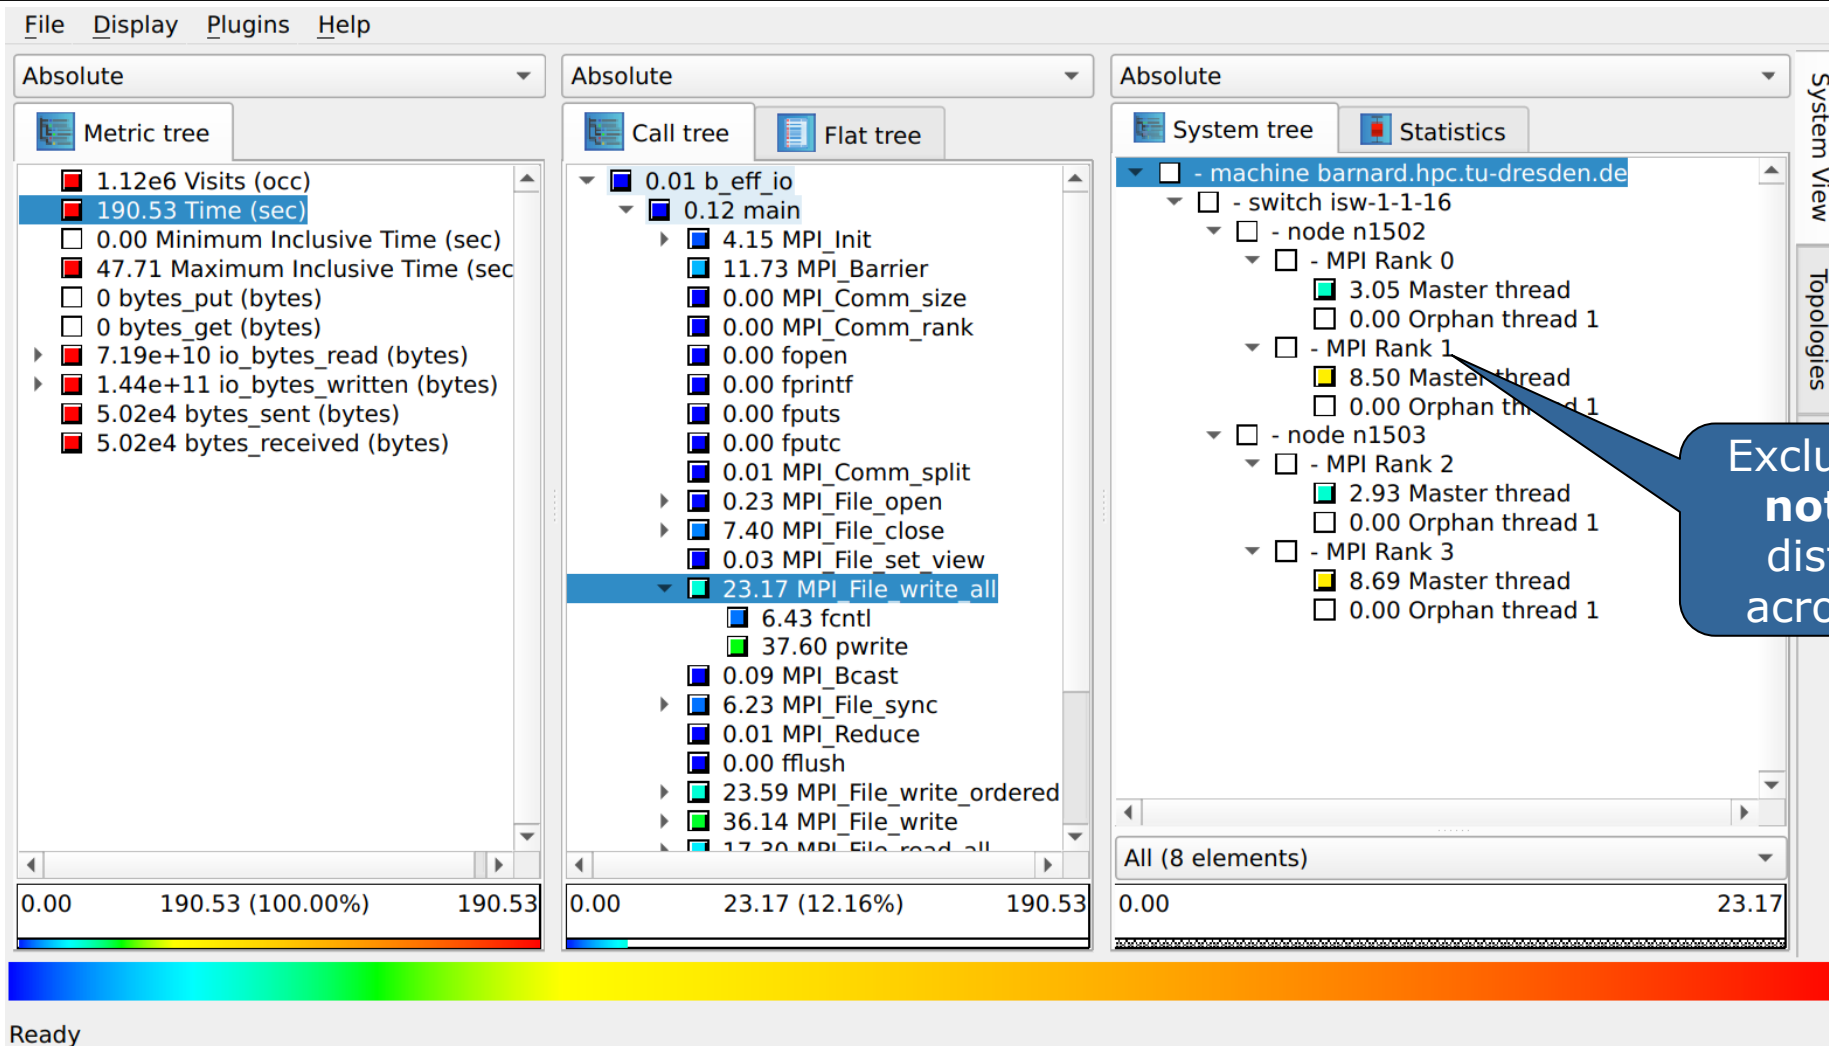 File Display Plugins Help
Absolute
Metric tree
1.12e6 Visits (occ)
190.53 Time (sec)
0.00 Minimum Inclusive Time (sec)
47.71 Maximum Inclusive Time (sec
0 bytes_put (bytes)
0 bytes_get (bytes)
7.19e+10 io_bytes_read (bytes)
1.44e+11 io_bytes_written (bytes)
5.02e4 bytes_sent (bytes)
5.02e4 bytes_received (bytes)
0.00 190.53 (100.00%) 190.53
Absolute
Call tree Flat tree
0.01 b_eff_io
0.12 main
4.15 MPI_Init
11.73 MPI_Barrier
0.00 MPI_Comm_size
0.00 MPI_Comm_rank
0.00 fopen
0.00 fprintf
0.00 fputs
0.00 fputc
0.01 MPI_Comm_split
0.23 MPI_File_open
7.40 MPI_File_close
0.03 MPI_File_set_view
23.17 MPI_File_write_all
6.43 fcntl
37.60 pwrite
0.09 MPI_Bcast
6.23 MPI_File_sync
0.01 MPI_Reduce
0.00 fflush
23.59 MPI_File_write_ordered
36.14 MPI_File_write
17.30 MPI_File_read_all
0.00 23.17 (12.16%) 190.53
Absolute
System tree Statistics
- machine barnard.hpc.tu-dresden.de
- switch isw-1-1-16
- node n1502
- MPI Rank 0
3.05 Master thread
0.00 Orphan thread 1
- MPI Rank 1
8.50 Master thread
0.00 Orphan thread 1
- node n1503
- MPI Rank 2
2.93 Master thread
0.00 Orphan thread 1
- MPI Rank 3
8.69 Master thread
0.00 Orphan thread 1
All (8 elements)
0.00 23.17
System View
Topologies
Ready